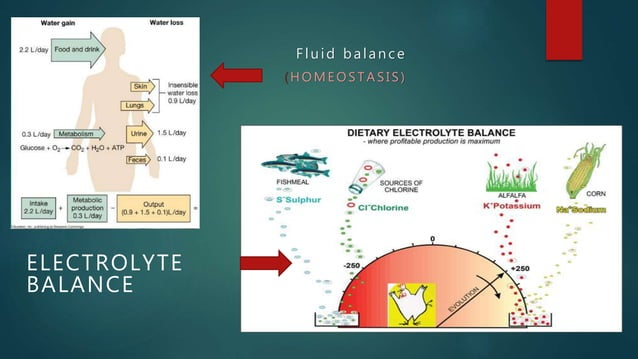 Water gain
Water loss
2.2 L/day
Food and drink
Skin
Lungs
Insensible
water loss
0.9 L/day
0.3 L/day
Metabolism
Urine
1.5 L/day
Glucose + O₂ → CO₂ + H₂O + ATP
Feces
0.1 L/day
Intake
2.2 L/day
+
Metabolic
production
0.3 L/day
−
Output
(0.9 + 1.5 + 0.1)L/day
=
Fluid balance
(HOMEOSTASIS)
ELECTROLYTE
BALANCE
DIETARY ELECTROLYTE BALANCE
- where profitable production is maximum
FISHMEAL
SOURCES OF
CHLORINE
ALFALFA
CORN
S⁻Sulphur
Cl⁻Chlorine
K⁺Potassium
Na⁺Sodium
0
-250
+250
EVOLUTION